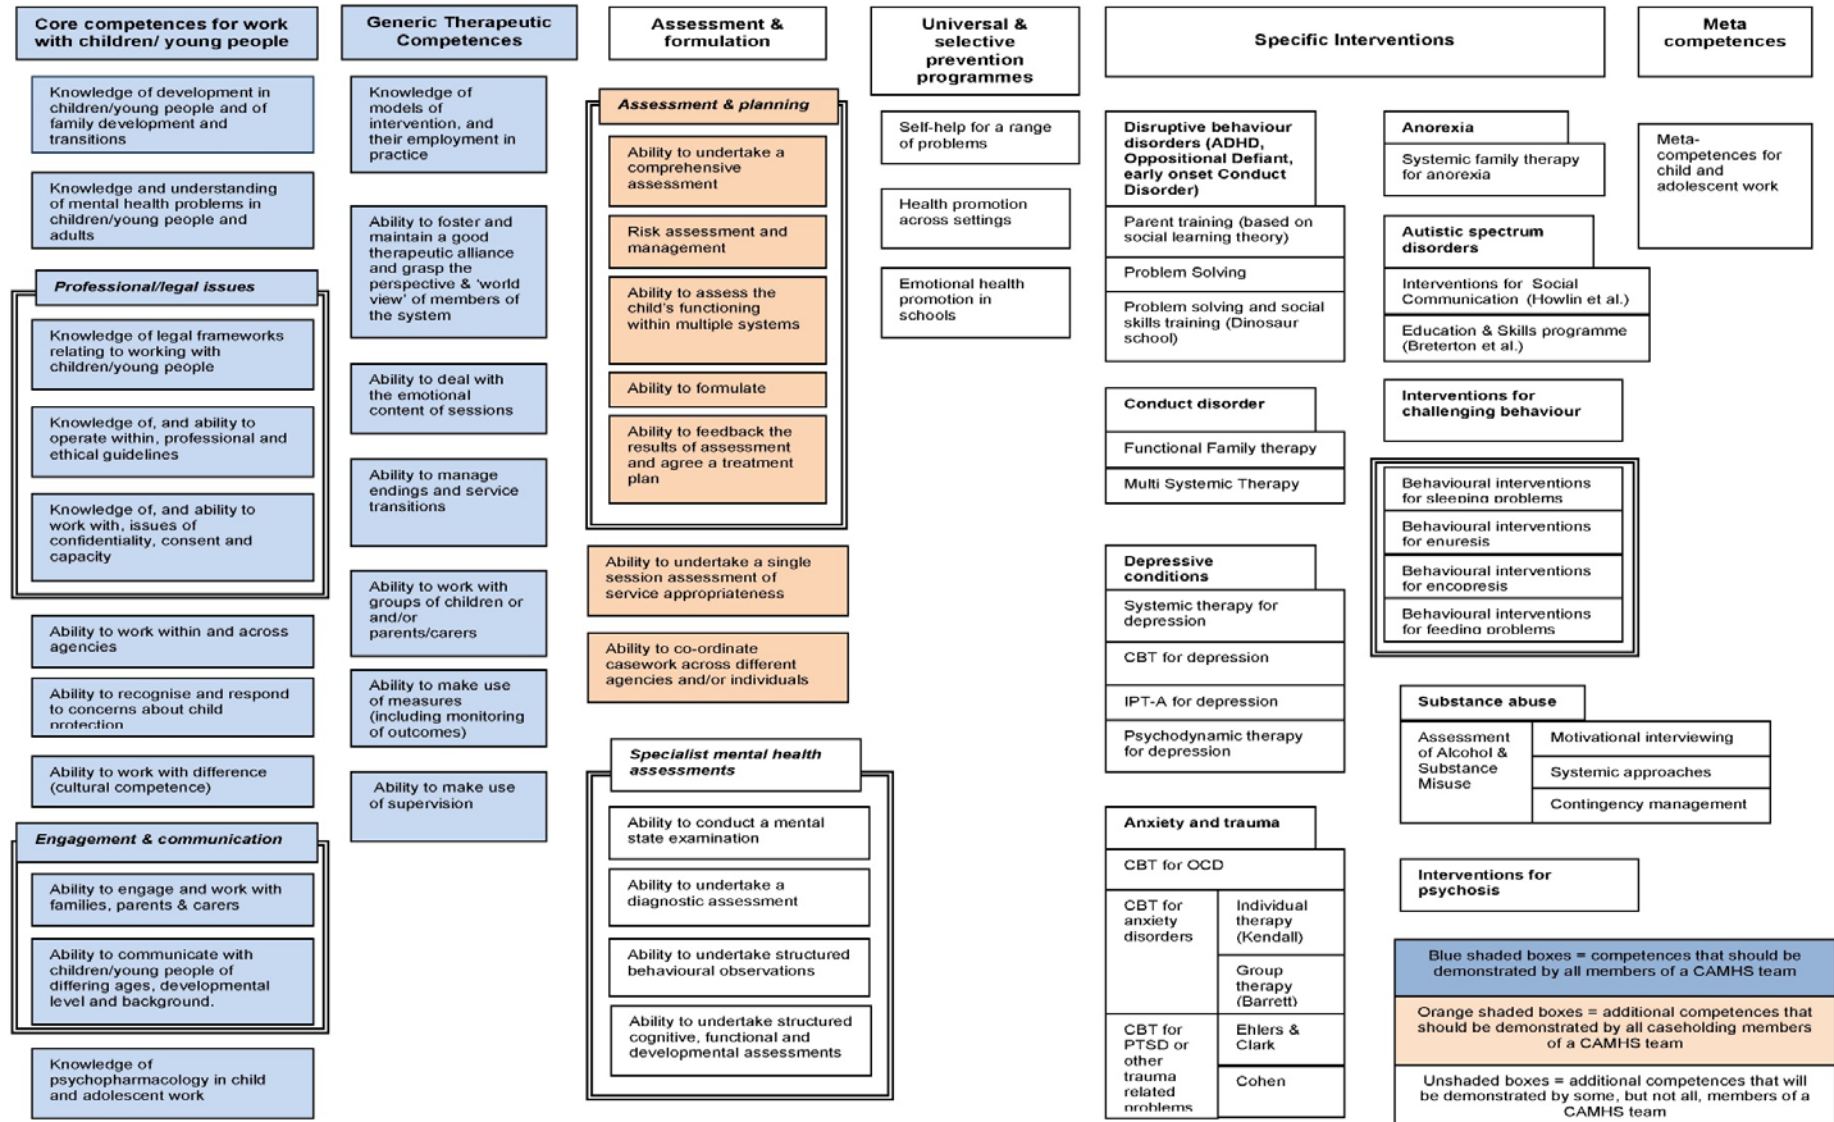 Core competences for work
with children/ young people
Knowledge of development in
children/young people and of
family development and
transitions
Knowledge and understanding
of mental health problems in
children/young people and
adults
Professional/legal issues
Knowledge of legal frameworks
relating to working with
children/young people
Knowledge of, and ability to
operate within, professional and
ethical guidelines
Knowledge of, and ability to
work with, issues of
confidentiality, consent and
capacity
Ability to work within and across
agencies
Ability to recognise and respond
to concerns about child
protection
Ability to work with difference
(cultural competence)
Engagement & communication
Ability to engage and work with
families, parents & carers
Ability to communicate with
children/young people of
differing ages, developmental
level and background.
Knowledge of
psychopharmacology in child
and adolescent work
Generic Therapeutic
Competences
Knowledge of
models of
intervention, and
their employment in
practice
Ability to foster and
maintain a good
therapeutic alliance
and grasp the
perspective & ‘world
view’ of members of
the system
Ability to deal with
the emotional
content of sessions
Ability to manage
endings and service
transitions
Ability to work with
groups of children or
and/or
parents/carers
Ability to make use
of measures
(including monitoring
of outcomes)
Ability to make use
of supervision
Assessment &
formulation
Assessment & planning
Ability to undertake a
comprehensive
assessment
Risk assessment and
management
Ability to assess the
child’s functioning
within multiple systems
Ability to formulate
Ability to feedback the
results of assessment
and agree a treatment
plan
Ability to undertake a single
session assessment of
service appropriateness
Ability to co-ordinate
casework across different
agencies and/or individuals
Specialist mental health
assessments
Ability to conduct a mental
state examination
Ability to undertake a
diagnostic assessment
Ability to undertake structured
behavioural observations
Ability to undertake structured
cognitive, functional and
developmental assessments
Universal &
selective
prevention
programmes
Self-help for a range
of problems
Health promotion
across settings
Emotional health
promotion in
schools
Specific Interventions
Disruptive behaviour
disorders (ADHD,
Oppositional Defiant,
early onset Conduct
Disorder)
Parent training (based on
social learning theory)
Problem Solving
Problem solving and social
skills training (Dinosaur
school)
Conduct disorder
Functional Family therapy
Multi Systemic Therapy
Depressive
conditions
Systemic therapy for
depression
CBT for depression
IPT-A for depression
Psychodynamic therapy
for depression
Anxiety and trauma
CBT for OCD
CBT for
anxiety
disorders
Individual
therapy
(Kendall)
Group
therapy
(Barrett)
CBT for
PTSD or
other
trauma
related
problems
Ehlers &
Clark
Cohen
Anorexia
Systemic family therapy
for anorexia
Autistic spectrum
disorders
Interventions for Social
Communication (Howlin et al.)
Education & Skills programme
(Breterton et al.)
Interventions for
challenging behaviour
Behavioural interventions
for sleeping problems
Behavioural interventions
for enuresis
Behavioural interventions
for encopresis
Behavioural interventions
for feeding problems
Substance abuse
Assessment
of Alcohol &
Substance
Misuse
Motivational interviewing
Systemic approaches
Contingency management
Interventions for
psychosis
Meta
competences
Meta-
competences for
child and
adolescent work
Blue shaded boxes = competences that should be
demonstrated by all members of a CAMHS team
Orange shaded boxes = additional competences that
should be demonstrated by all caseholding members
of a CAMHS team
Unshaded boxes = additional competences that will
be demonstrated by some, but not all, members of a
CAMHS team